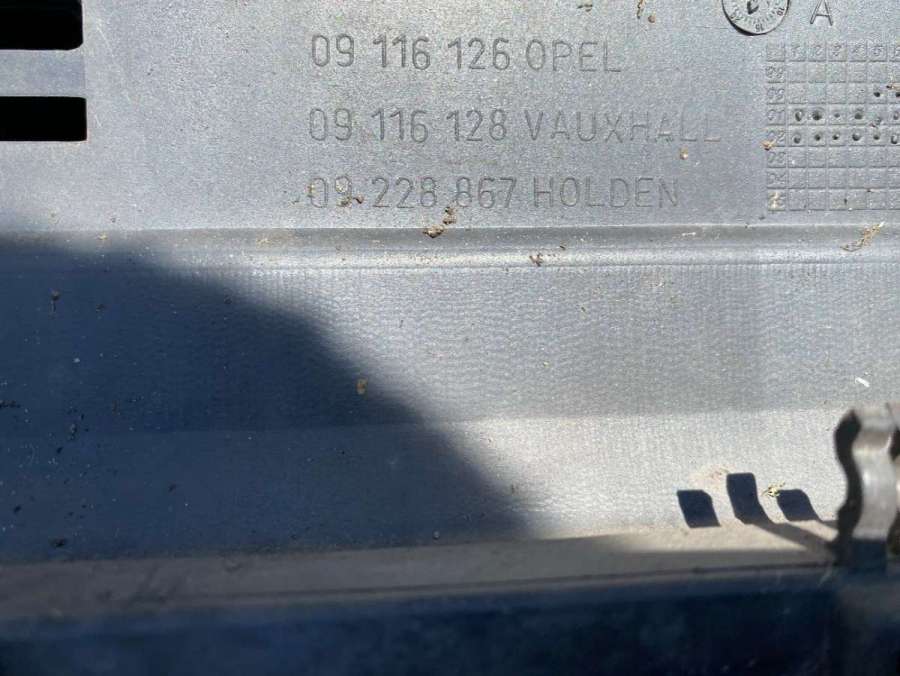 A
09 116 126 OPEL
09 116 128 VAUXHALL
09 228 867 HOLDEN